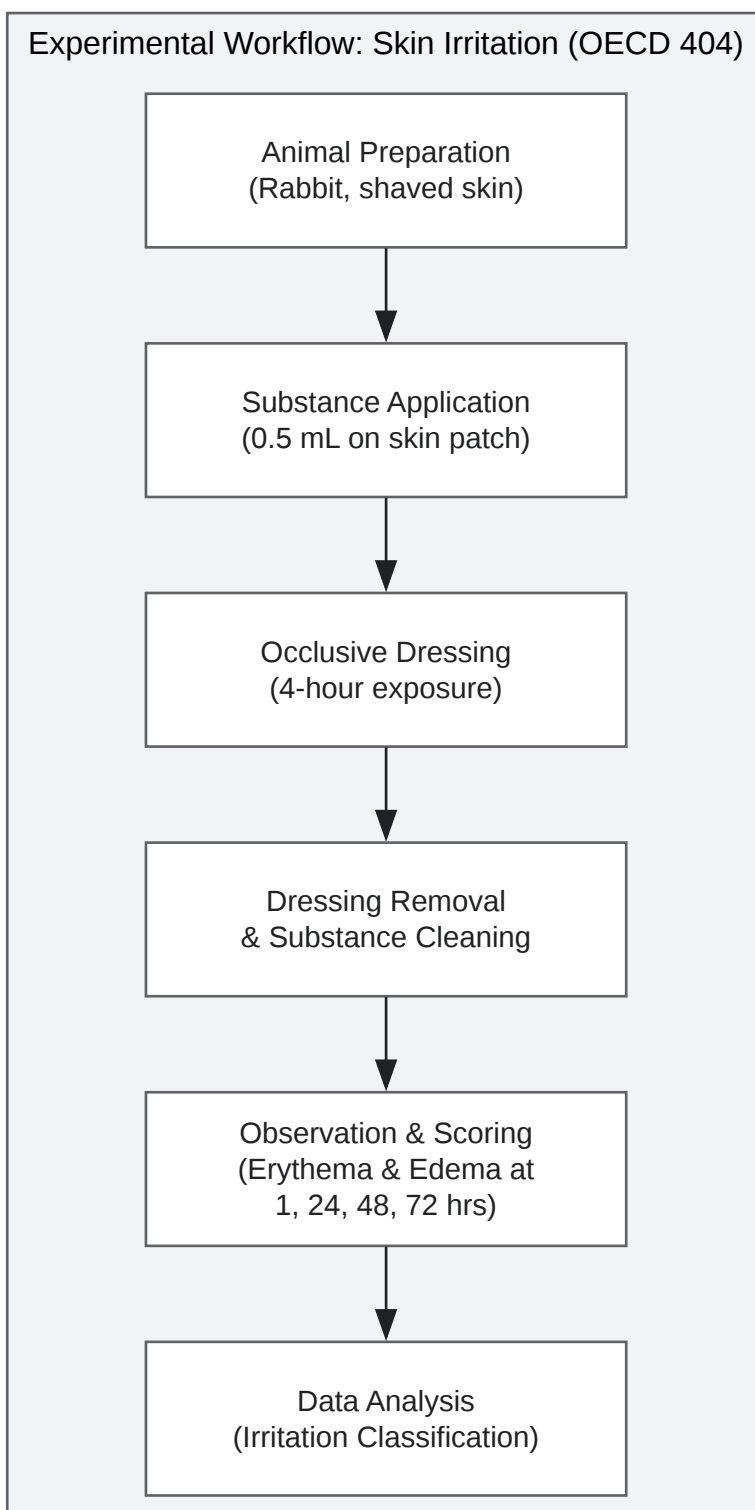 Experimental Workflow: Skin Irritation (OECD 404)
Animal Preparation
(Rabbit, shaved skin)
Substance Application
(0.5 mL on skin patch)
Occlusive Dressing
(4-hour exposure)
Dressing Removal
& Substance Cleaning
Observation & Scoring
(Erythema & Edema at
1, 24, 48, 72 hrs)
Data Analysis
(Irritation Classification)